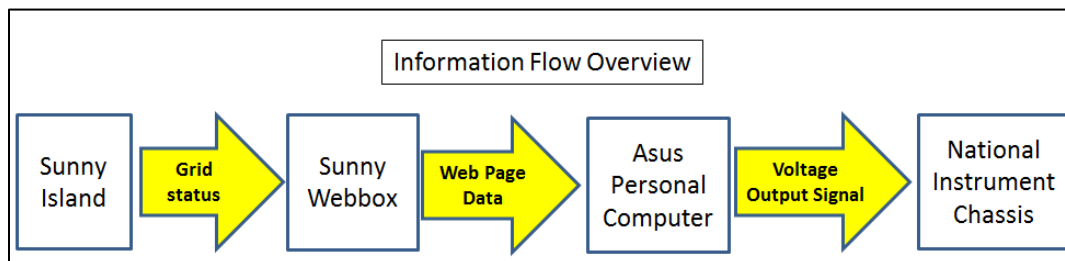 Information Flow Overview
Sunny
Island
Grid
status
Sunny
Webbox
Web Page
Data
Asus
Personal
Computer
Voltage
Output Signal
National
Instrument
Chassis